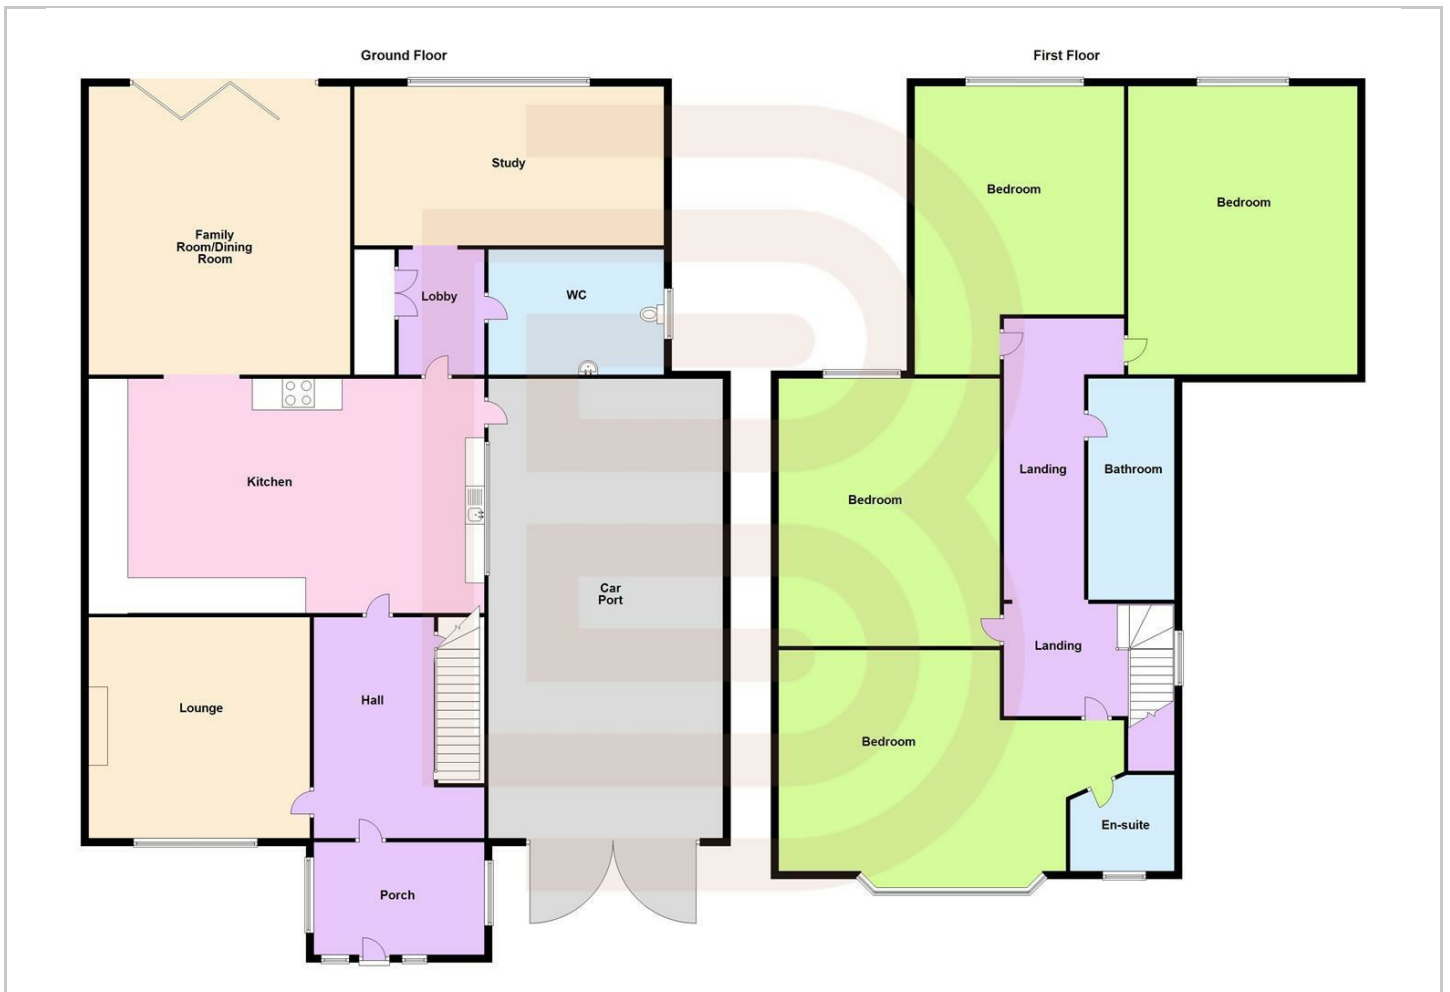 Ground Floor
Study
Family
Room/Dining
Room
Lobby
WC
Kitchen
Car
Port
Lounge
Hall
Porch
First Floor
Bedroom
Bedroom
Bedroom
Landing
Bathroom
Landing
Bedroom
En-suite